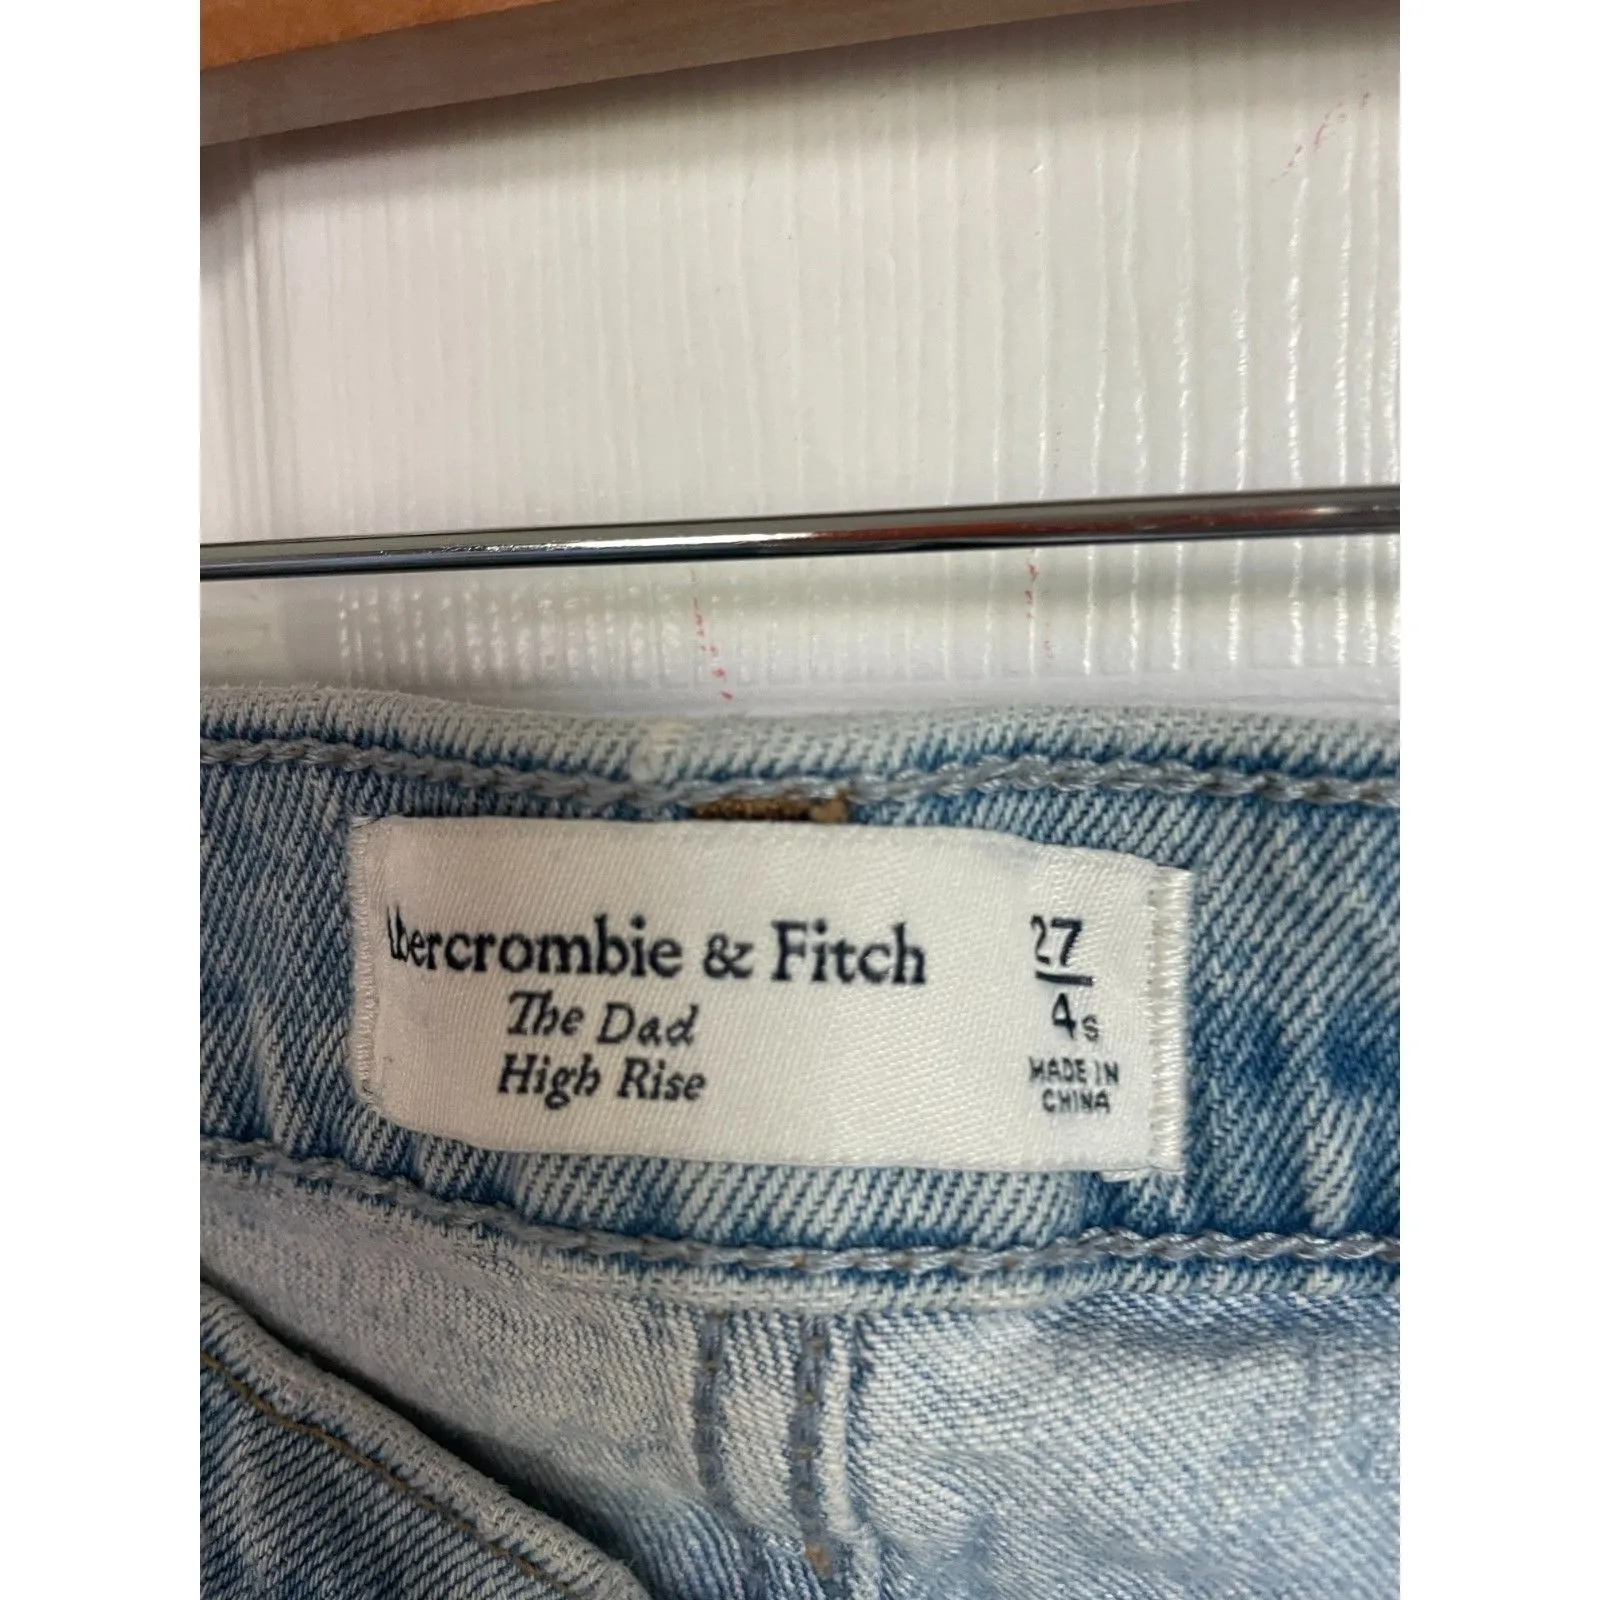 Abercrombie & Fitch
The Dad
High Rise
27
4s
MADE IN
CHINA